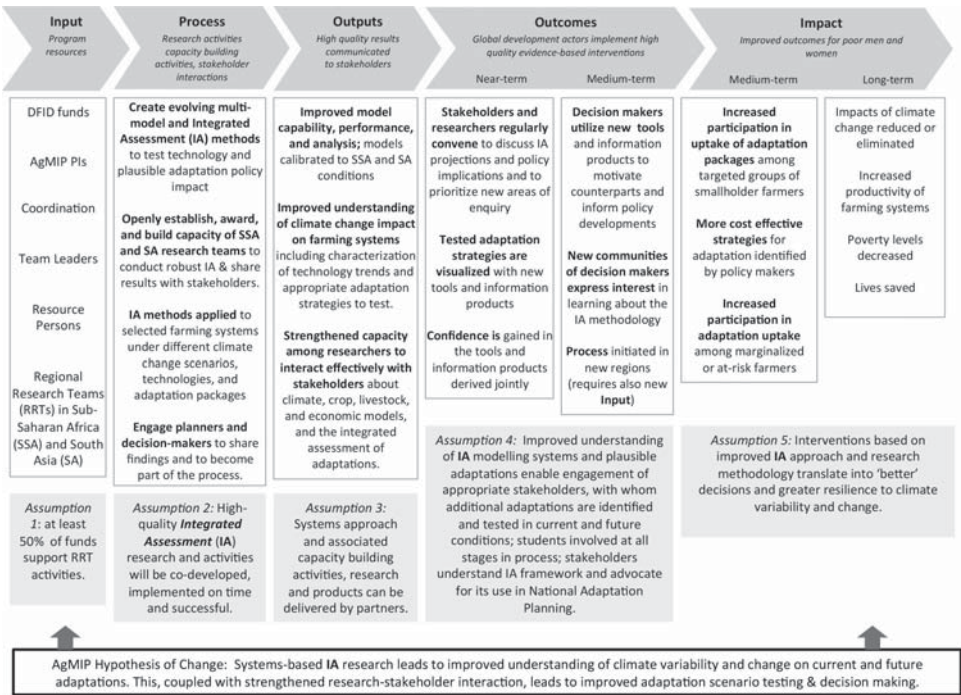 Input
Program
resources
Process
Research activities
capacity building
activities, stakeholder
interactions
Outputs
High quality results
communicated
to stakeholders
Outcomes
Global development actors implement high
quality evidence-based interventions
Near-term
Medium-term
Impact
Improved outcomes for poor men and
women
Medium-term
Long-term
DFID funds
AgMIP PIs
Coordination
Team Leaders
Resource
Persons
Regional
Research Teams
(RRTs) in Sub-
Saharan Africa
(SSA) and South
Asia (SA)
Create evolving multi-
model and Integrated
Assessment (IA) methods
to test technology and
plausible adaptation policy
impact
Openly establish, award,
and build capacity of SSA
and SA research teams to
conduct robust IA & share
results with stakeholders.
IA methods applied to
selected farming systems
under different climate
change scenarios,
technologies, and
adaptation packages
Engage planners and
decision-makers to share
findings and to become
part of the process.
Improved model
capability, performance,
and analysis; models
calibrated to SSA and SA
conditions
Improved understanding
of climate change impact
on farming systems
including characterization
of technology trends and
appropriate adaptation
strategies to test.
Strengthened capacity
among researchers to
interact effectively with
stakeholders about
climate, crop, livestock,
and economic models,
and the integrated
assessment of
adaptations.
Stakeholders and
researchers regularly
convene to discuss IA
projections and policy
implications and to
prioritize new areas of
enquiry
Tested adaptation
strategies are
visualized with new
tools and information
products
Confidence is gained in
the tools and
information products
derived jointly
Decision makers
utilize new tools
and information
products to
motivate
counterparts and
inform policy
developments
New communities
of decision makers
express interest in
learning about the
IA methodology
Process initiated in
new regions
(requires also new
Input)
Increased
participation in
uptake of adaptation
packages among
targeted groups of
smallholder farmers
More cost effective
strategies for
adaptation identified
by policy makers
Increased
participation in
adaptation uptake
among marginalized
or at-risk farmers
Impacts of climate
change reduced or
eliminated
Increased
productivity of
farming systems
Poverty levels
decreased
Lives saved
Assumption
1: at least
50% of funds
support RRT
activities.
Assumption 2: High-
quality Integrated
Assessment (IA)
research and activities
will be co-developed,
implemented on time
and successful.
Assumption 3:
Systems approach
and associated
capacity building
activities, research
and products can be
delivered by partners.
Assumption 4: Improved understanding
of IA modelling systems and plausible
adaptations enable engagement of
appropriate stakeholders, with whom
additional adaptations are identified
and tested in current and future
conditions; students involved at all
stages in process; stakeholders
understand IA framework and advocate
for its use in National Adaptation
Planning.
Assumption 5: Interventions based on
improved IA approach and research
methodology translate into 'better'
decisions and greater resilience to climate
variability and change.
AgMIP Hypothesis of Change: Systems-based IA research leads to improved understanding of climate variability and change on current and future
adaptations. This, coupled with strengthened research-stakeholder interaction, leads to improved adaptation scenario testing & decision making.